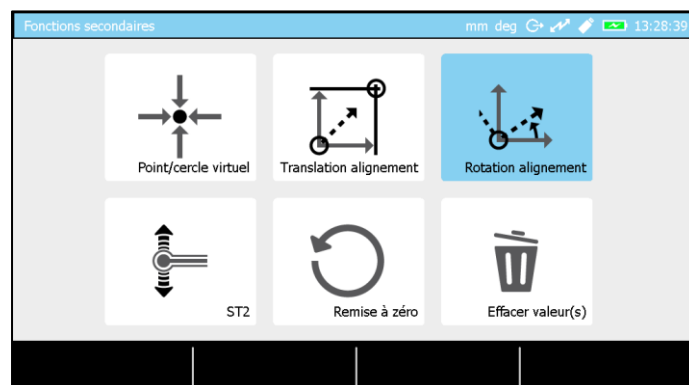 Fonctions secondaires mm deg 13:28:39
Point/cercle virtuel Translation alignement Rotation alignement
ST2 Remise à zéro Effacer valeur(s)